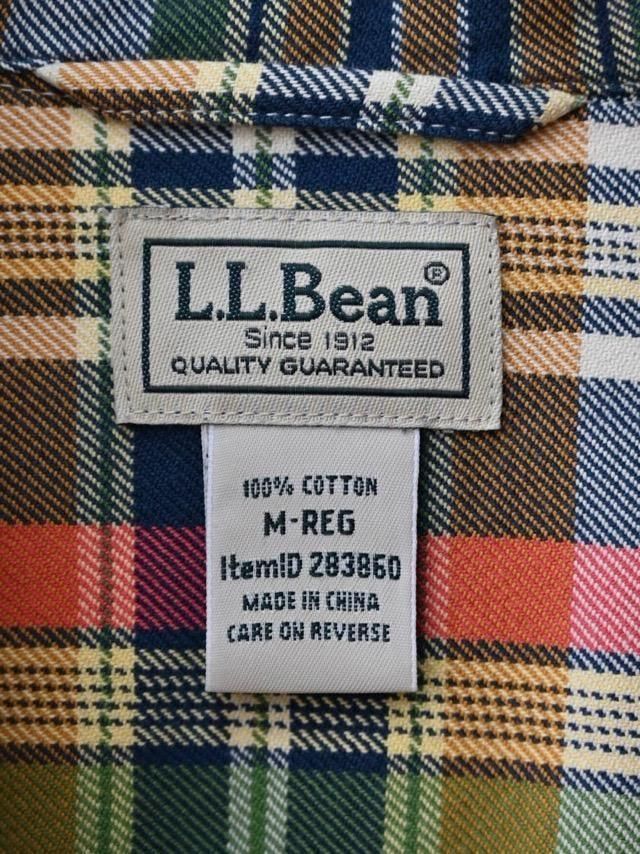 L.L.Bean®
Since 1912
QUALITY GUARANTEED
100% COTTON
M-REG
ItemID 283860
MADE IN CHINA
CARE ON REVERSE